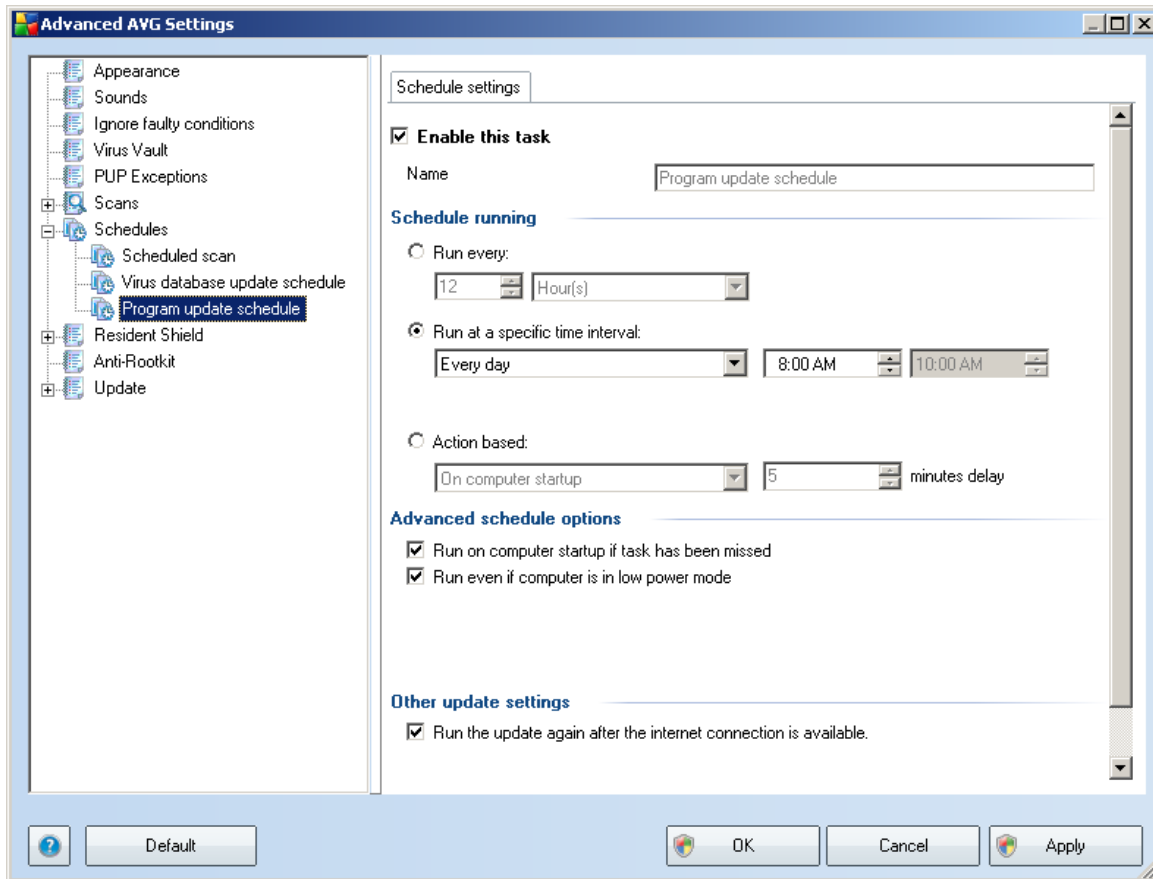 Advanced AVG Settings
Appearance
Sounds
Ignore faulty conditions
Virus Vault
PUP Exceptions
Scans
Schedules
Scheduled scan
Virus database update schedule
Program update schedule
Resident Shield
Anti-Rootkit
Update
Schedule settings
Enable this task
Name Program update schedule
Schedule running
Run every:
12 Hour(s)
Run at a specific time interval:
Every day 8:00 AM 10:00 AM
Action based:
On computer startup 5 minutes delay
Advanced schedule options
Run on computer startup if task has been missed
Run even if computer is in low power mode
Other update settings
Run the update again after the internet connection is available.
? Default OK Cancel Apply